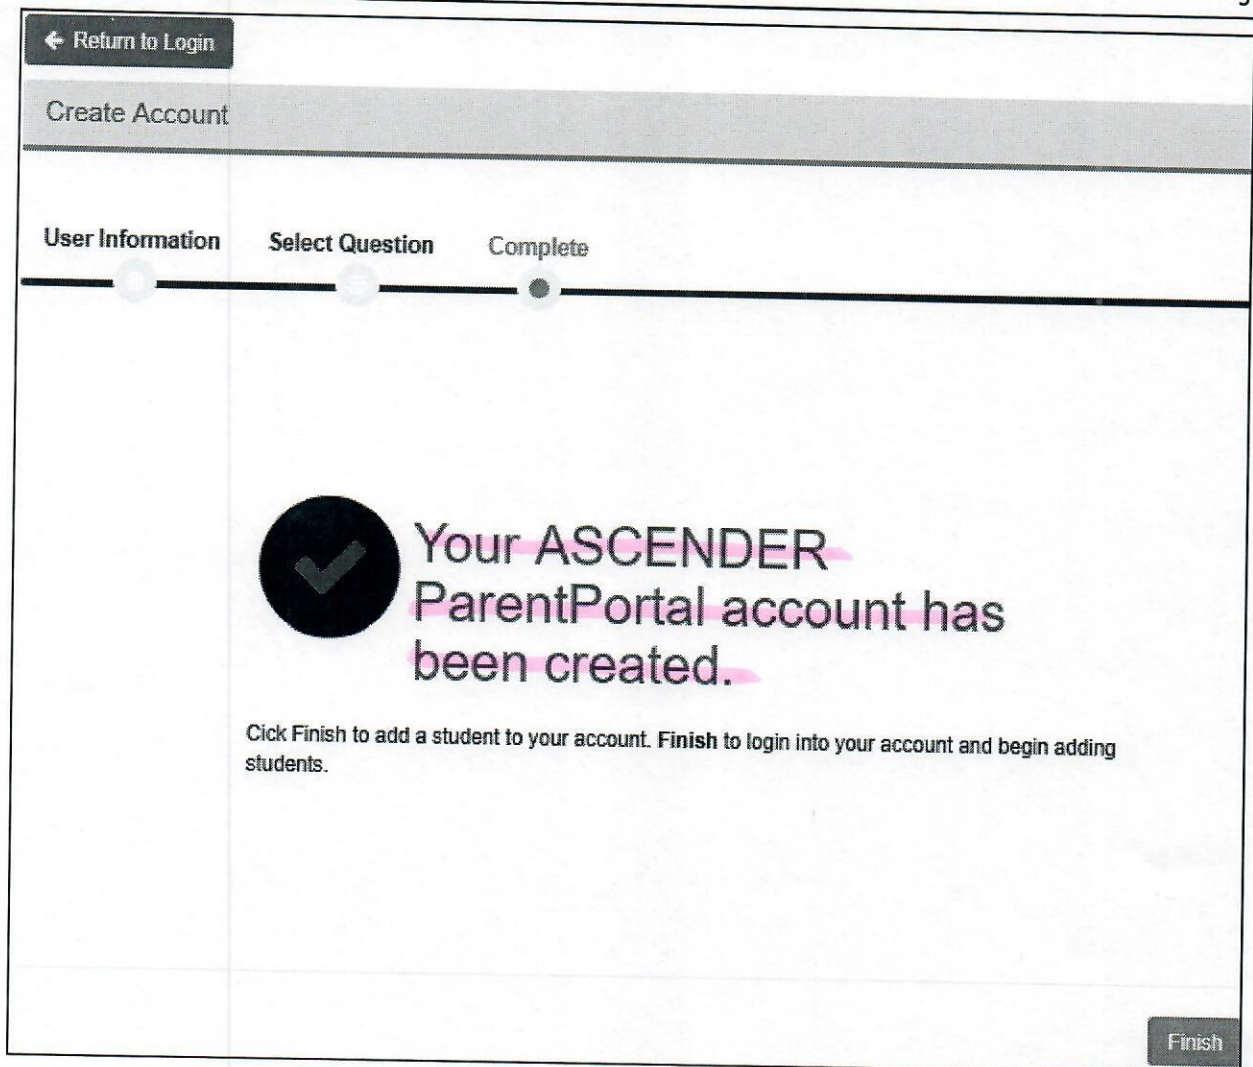 ← Return to Login
Create Account
User Information Select Question Complete
Your ASCENDER
ParentPortal account has
been created.
Cick Finish to add a student to your account. Finish to login into your account and begin adding
students.
Finish